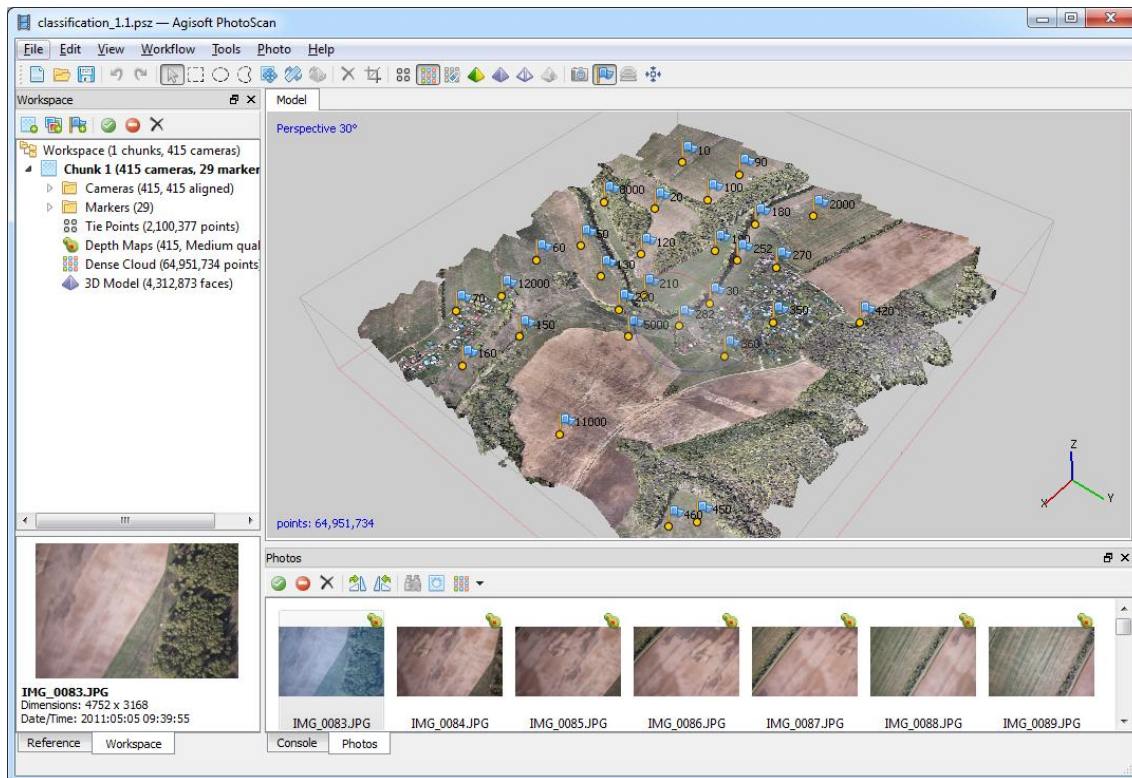 classification_1.1.psz — Agisoft PhotoScan
File Edit View Workflow Tools Photo Help
Workspace
Workspace (1 chunks, 415 cameras)
Chunk 1 (415 cameras, 29 marker
Cameras (415, 415 aligned)
Markers (29)
Tie Points (2,100,377 points)
Depth Maps (415, Medium qual
Dense Cloud (64,951,734 points
3D Model (4,312,873 faces)
IMG_0083.JPG
Dimensions: 4752 x 3168
Date/Time: 2011:05:05 09:39:55
Reference Workspace
Model
Perspective 30°
10
90
8000
20
100
180
2000
50
60
120
252
270
130
210
12000
70
220
30
150
5000
282
350
420
160
360
11000
460
450
Z
X
Y
points: 64,951,734
Photos
IMG_0083.JPG IMG_0084.JPG IMG_0085.JPG IMG_0086.JPG IMG_0087.JPG IMG_0088.JPG IMG_0089.JPG
Console Photos